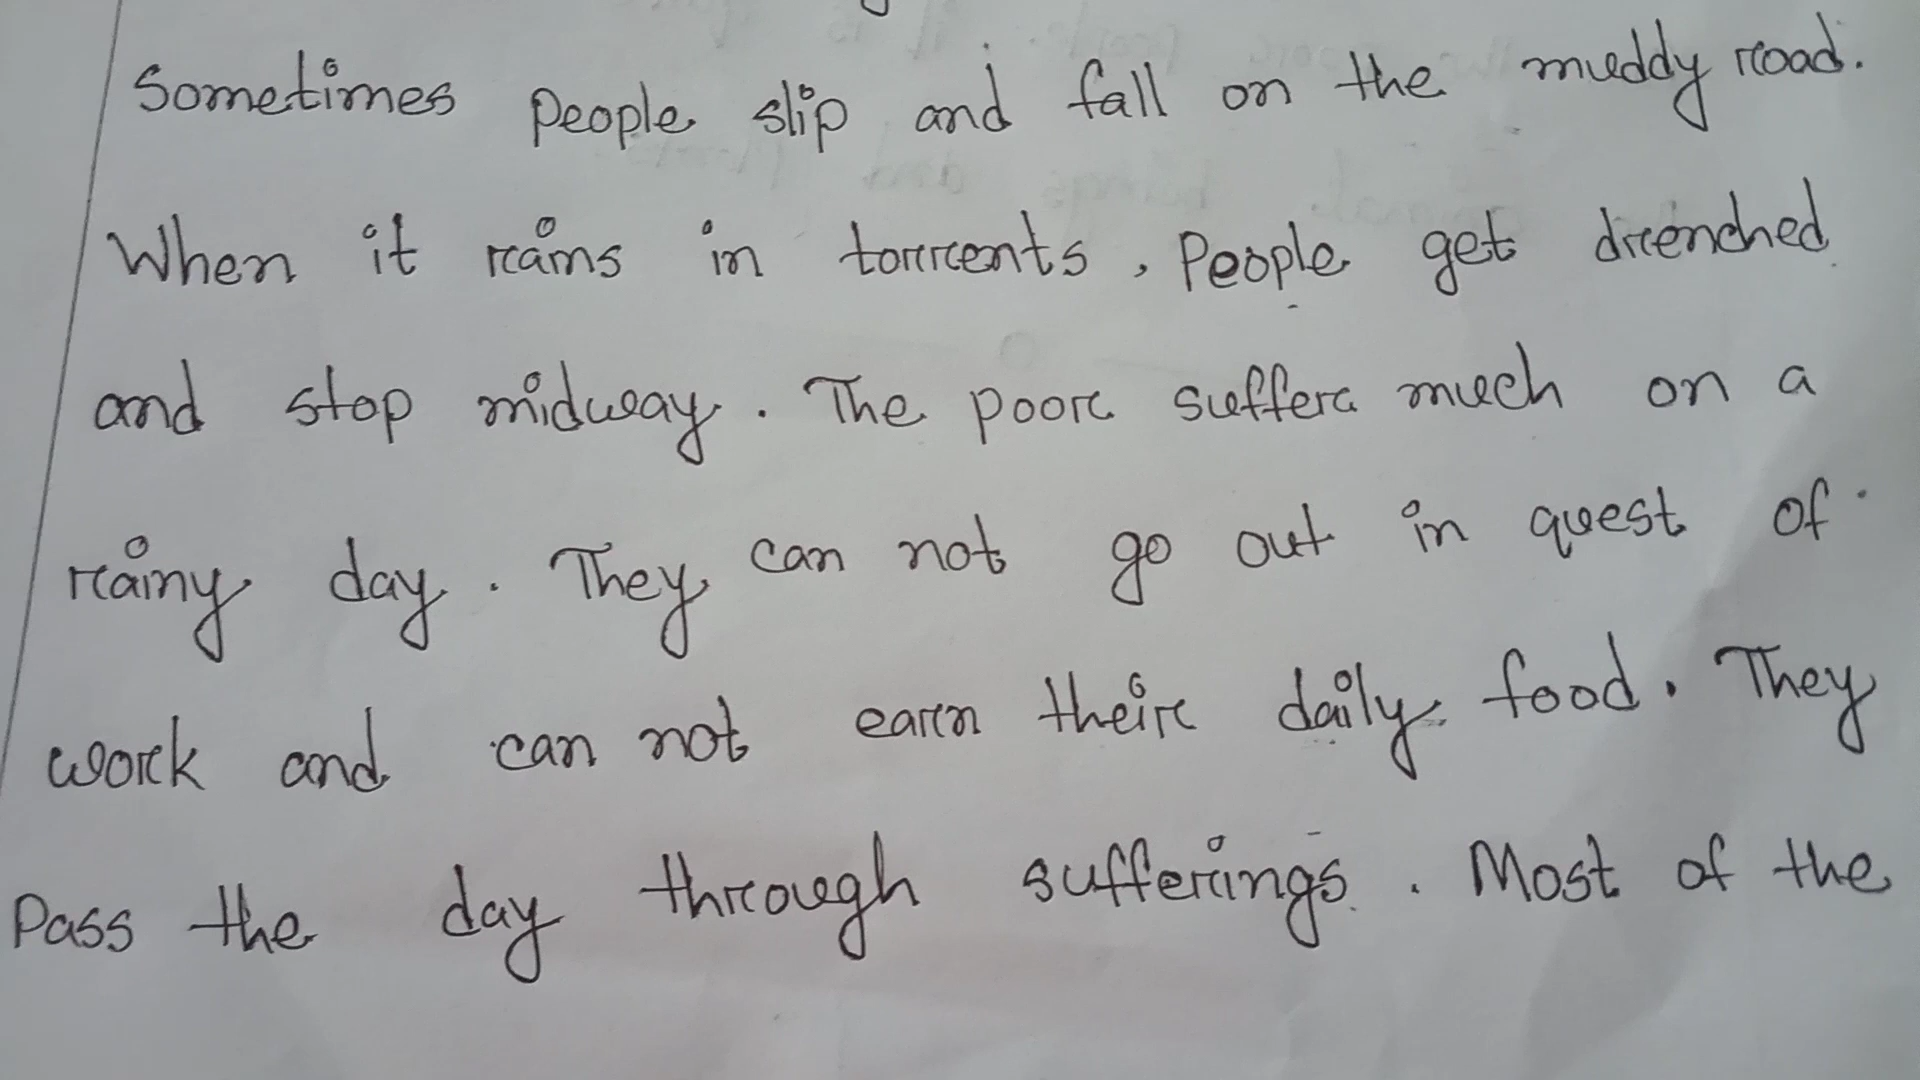 Sometimes people slip and fall on the muddy road.
When it rains in torrents, People get drenched
and stop midway. The poor suffer much on a
rainy day. They can not go out in quest of
work and can not earn their daily food. They
Pass the day through sufferings. Most of the